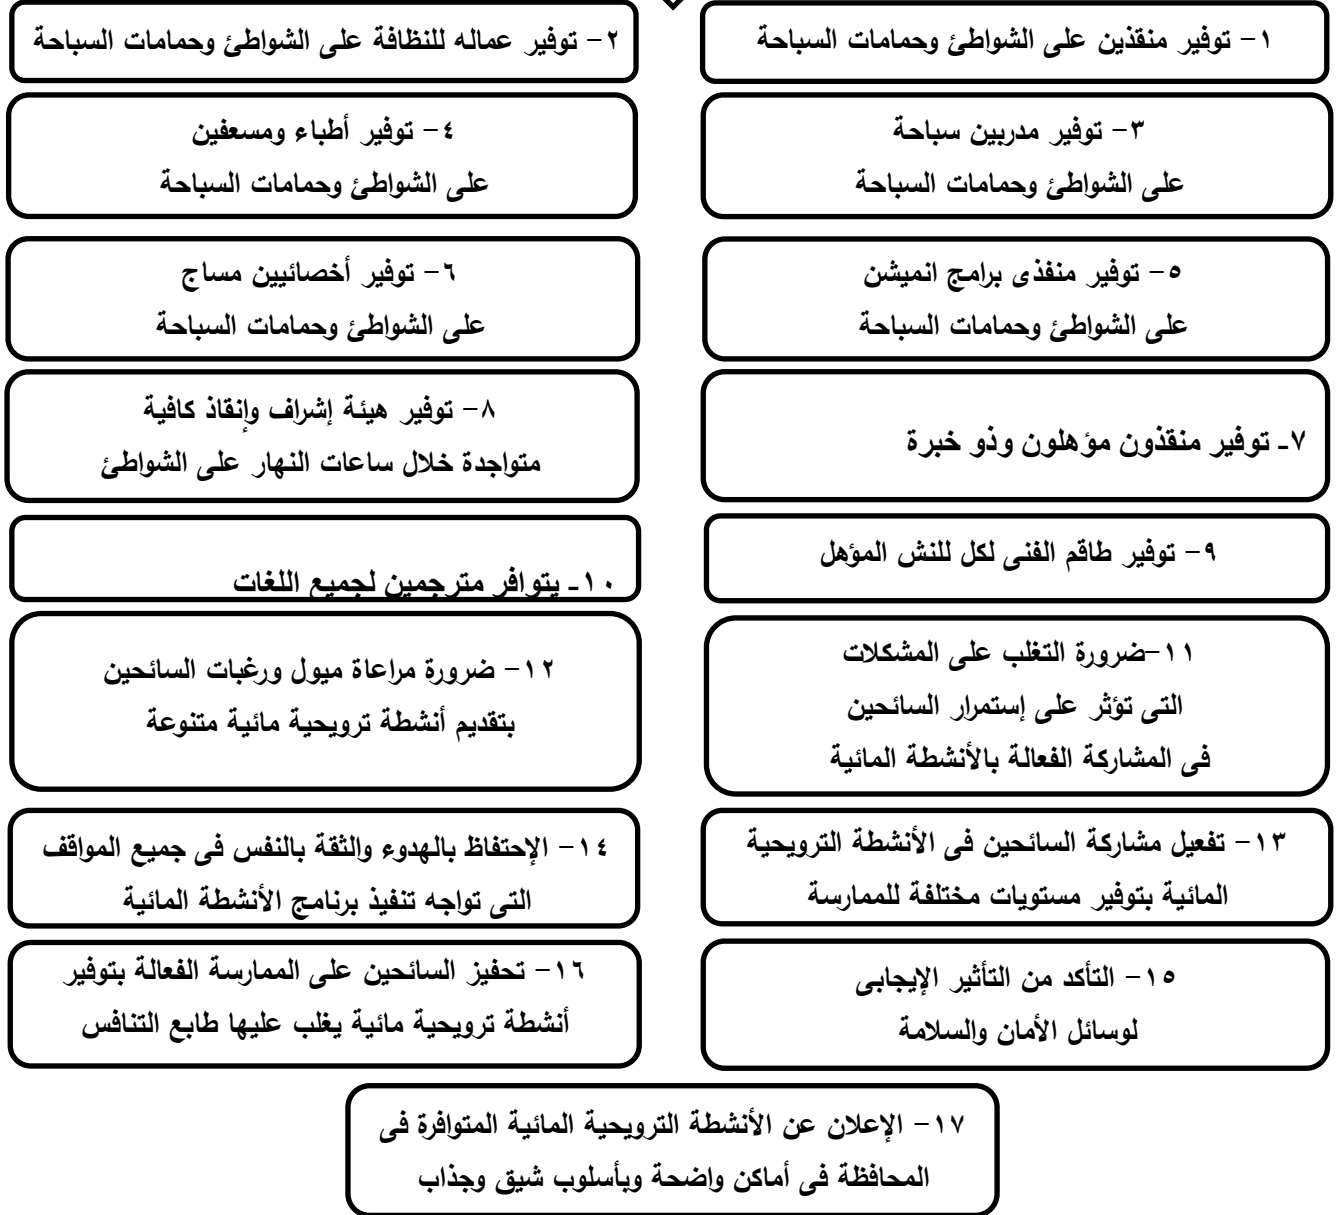 ١- توفير منقذين على الشواطئ وحمامات السباحة
٢- توفير عماله للنظافة على الشواطئ وحمامات السباحة
٣- توفير مدربين سباحة
على الشواطئ وحمامات السباحة
٤- توفير أطباء ومسعفين
على الشواطئ وحمامات السباحة
٥- توفير منفذى برامج انميشن
على الشواطئ وحمامات السباحة
٦- توفير أخصائيين مساج
على الشواطئ وحمامات السباحة
٧- توفير منقذون مؤهلون وذو خبرة
٨- توفير هيئة إشراف وإنقاذ كافية
متواجدة خلال ساعات النهار على الشواطئ
٩- توفير طاقم الفنى لكل للنش المؤهل
١٠- يتوافر مترجمين لجميع اللغات
١١-ضرورة التغلب على المشكلات
التى تؤثر على إستمرار السائحين
فى المشاركة الفعالة بالأنشطة المائية
١٢- ضرورة مراعاة ميول ورغبات السائحين
بتقديم أنشطة ترويحية مائية متنوعة
١٣- تفعيل مشاركة السائحين فى الأنشطة الترويحية
المائية بتوفير مستويات مختلفة للممارسة
١٤- الإحتفاظ بالهدوء والثقة بالنفس فى جميع المواقف
التى تواجه تنفيذ برنامج الأنشطة المائية
١٥- التأكد من التأثير الإيجابى
لوسائل الأمان والسلامة
١٦- تحفيز السائحين على الممارسة الفعالة بتوفير
أنشطة ترويحية مائية يغلب عليها طابع التنافس
١٧- الإعلان عن الأنشطة الترويحية المائية المتوافرة فى
المحافظة فى أماكن واضحة وبأسلوب شيق وجذاب